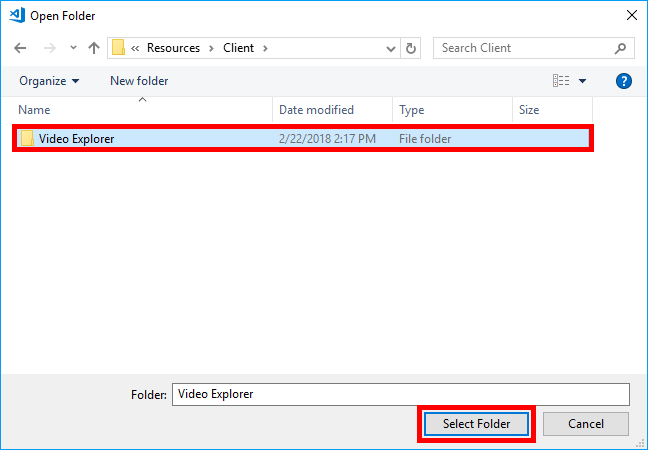 Open Folder
« Resources > Client >
Search Client
Organize
New folder
?
Name Date modified Type Size
Video Explorer 2/22/2018 2:17 PM File folder
Folder: Video Explorer
Select Folder Cancel